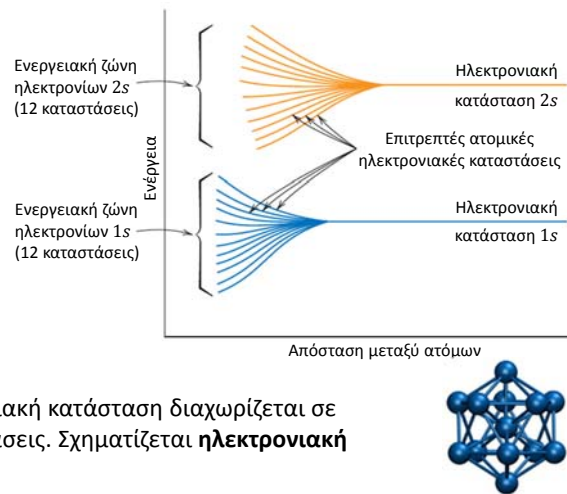 Ενεργειακή ζώνη
ηλεκτρονίων 2s
(12 καταστάσεις)
Ηλεκτρονιακή
κατάσταση 2s
Επιτρεπτές ατομικές
ηλεκτρονιακές καταστάσεις
Ενέργεια
Ενεργειακή ζώνη
ηλεκτρονίων 1s
(12 καταστάσεις)
Ηλεκτρονιακή
κατάσταση 1s
Απόσταση μεταξύ ατόμων
ιακή κατάσταση διαχωρίζεται σε
άσεις. Σχηματίζεται ηλεκτρονιακή